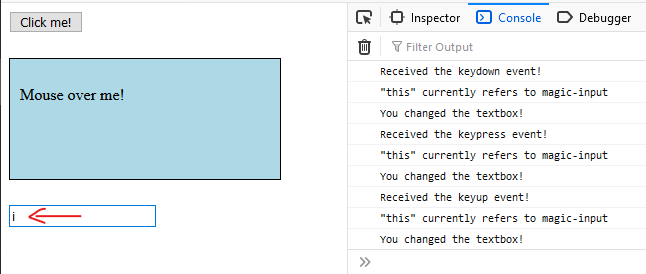 Click me!
Mouse over me!
i
Inspector Console Debugger
Filter Output
Received the keydown event!
"this" currently refers to magic-input
You changed the textbox!
Received the keypress event!
"this" currently refers to magic-input
You changed the textbox!
Received the keyup event!
"this" currently refers to magic-input
You changed the textbox!